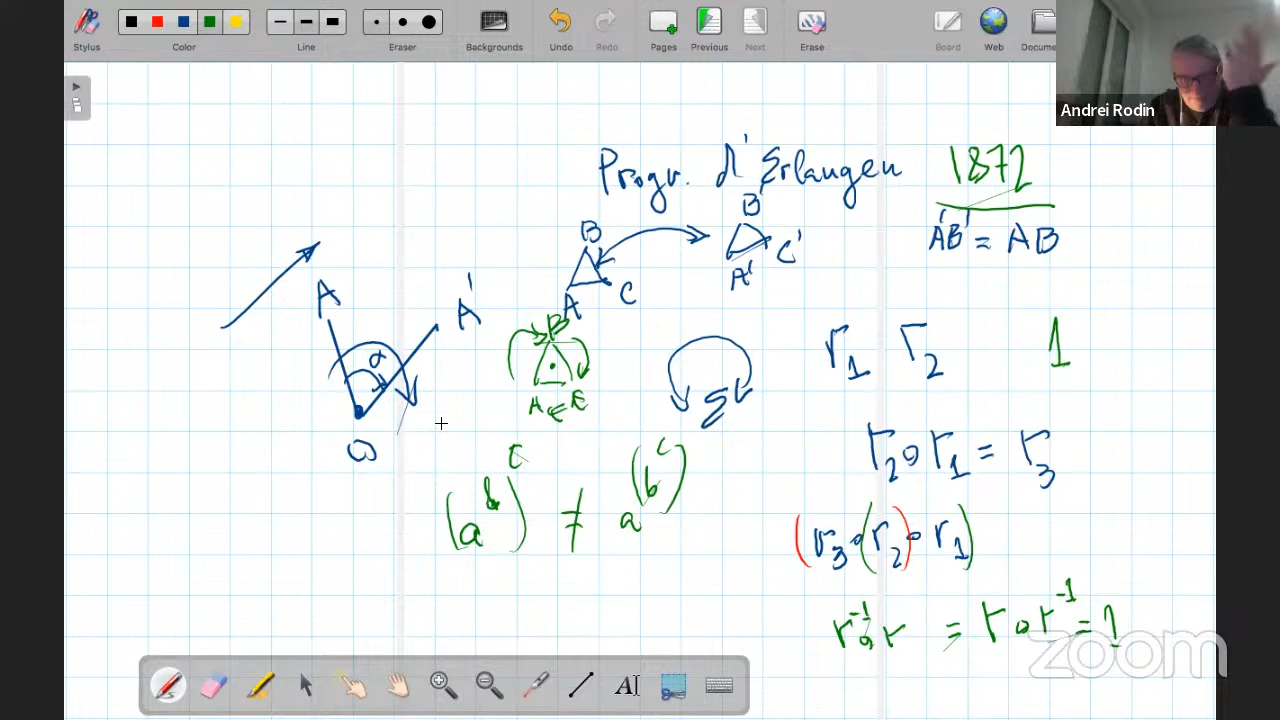 Stylus Color Line Eraser Backgrounds Undo Redo Pages Previous Next Erase Board Web
Andrei Rodin
Progr. d'Erlangen 1872
A'B' = AB
B B'
A C A' C'
A A'
α
O
B
A
r₁ r₂ 1
r₂ ∘ r₁ = r₃
(a^b)^c ≠ a^(b^c)
(r₃ ∘ (r₂) ∘ r₁)
r⁻¹ ∘ r = r ∘ r⁻¹ = 1
zoom